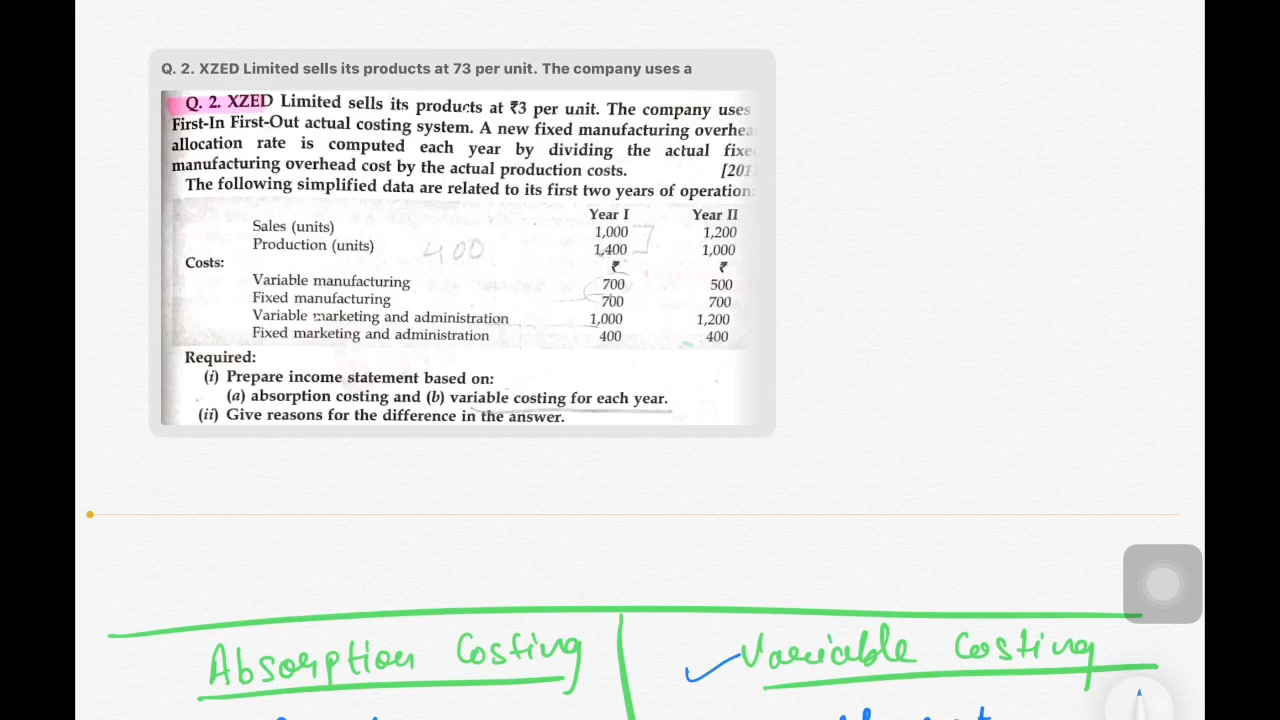 Q. 2. XZED Limited sells its products at 73 per unit. The company uses a
Q. 2. XZED Limited sells its products at ₹3 per unit. The company uses
First-In First-Out actual costing system. A new fixed manufacturing overhea
allocation rate is computed each year by dividing the actual fixe
manufacturing overhead cost by the actual production costs. [201
The following simplified data are related to its first two years of operation:
Year I Year II
Sales (units) 1,000 1,200
Production (units) 400 1,400 1,000
Costs: ₹ ₹
Variable manufacturing 700 500
Fixed manufacturing 700 700
Variable marketing and administration 1,000 1,200
Fixed marketing and administration 400 400
Required:
(i) Prepare income statement based on:
(a) absorption costing and (b) variable costing for each year.
(ii) Give reasons for the difference in the answer.
Absorption Costing Variable Costing